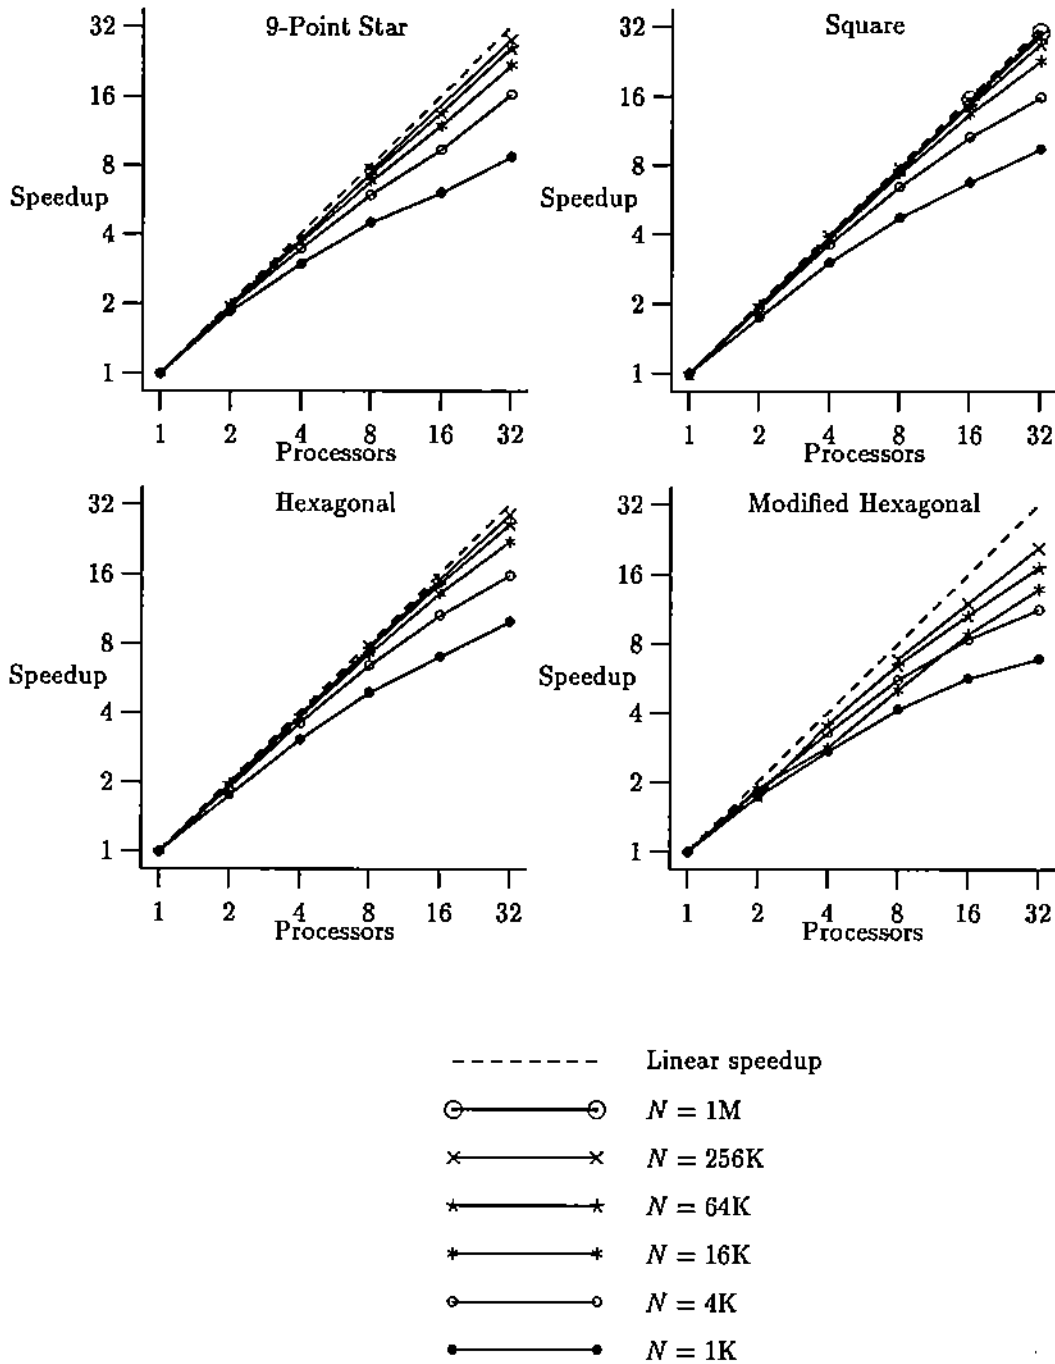 9-Point Star
32
16
8
Speedup
4
2
1
1 2 4 8 16 32
Processors
Square
32
16
8
Speedup
4
2
1
1 2 4 8 16 32
Processors
Hexagonal
32
16
8
Speedup
4
2
1
1 2 4 8 16 32
Processors
Modified Hexagonal
32
16
8
Speedup
4
2
1
1 2 4 8 16 32
Processors
Linear speedup
N = 1M
N = 256K
N = 64K
N = 16K
N = 4K
N = 1K